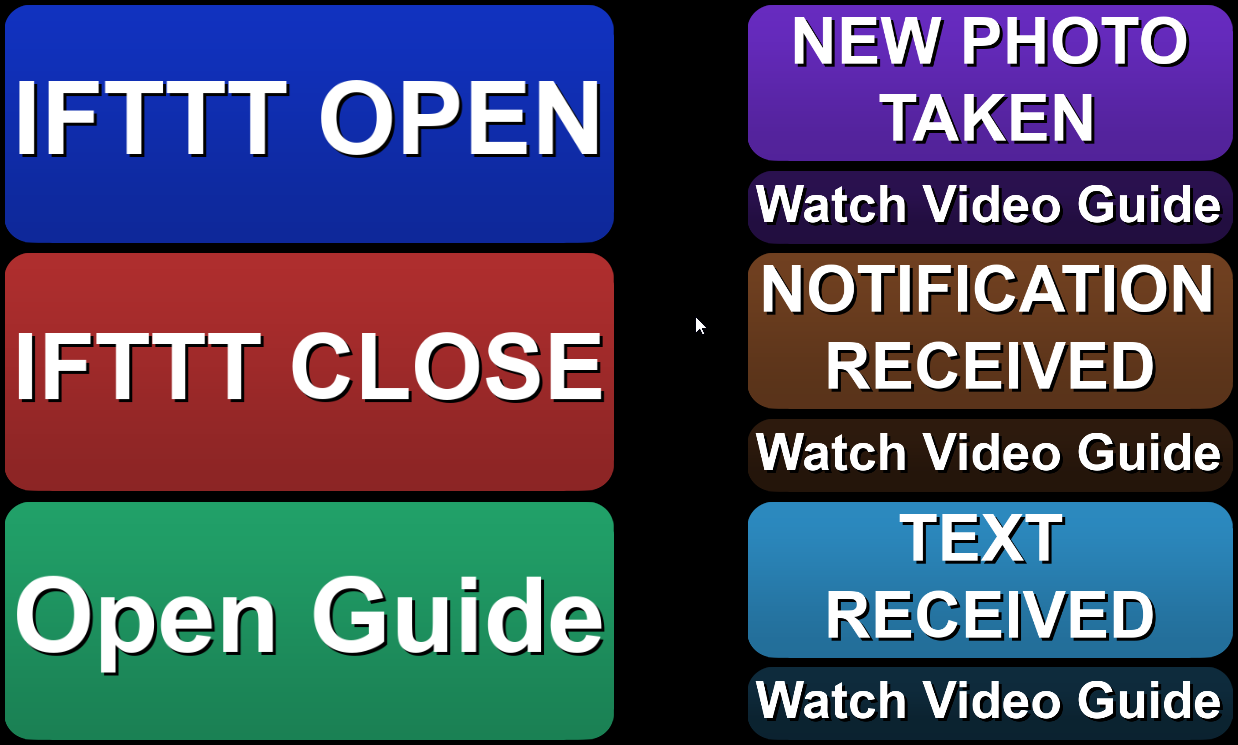 IFTTT OPEN
IFTTT CLOSE
Open Guide
NEW PHOTO
TAKEN
Watch Video Guide
NOTIFICATION
RECEIVED
Watch Video Guide
TEXT
RECEIVED
Watch Video Guide